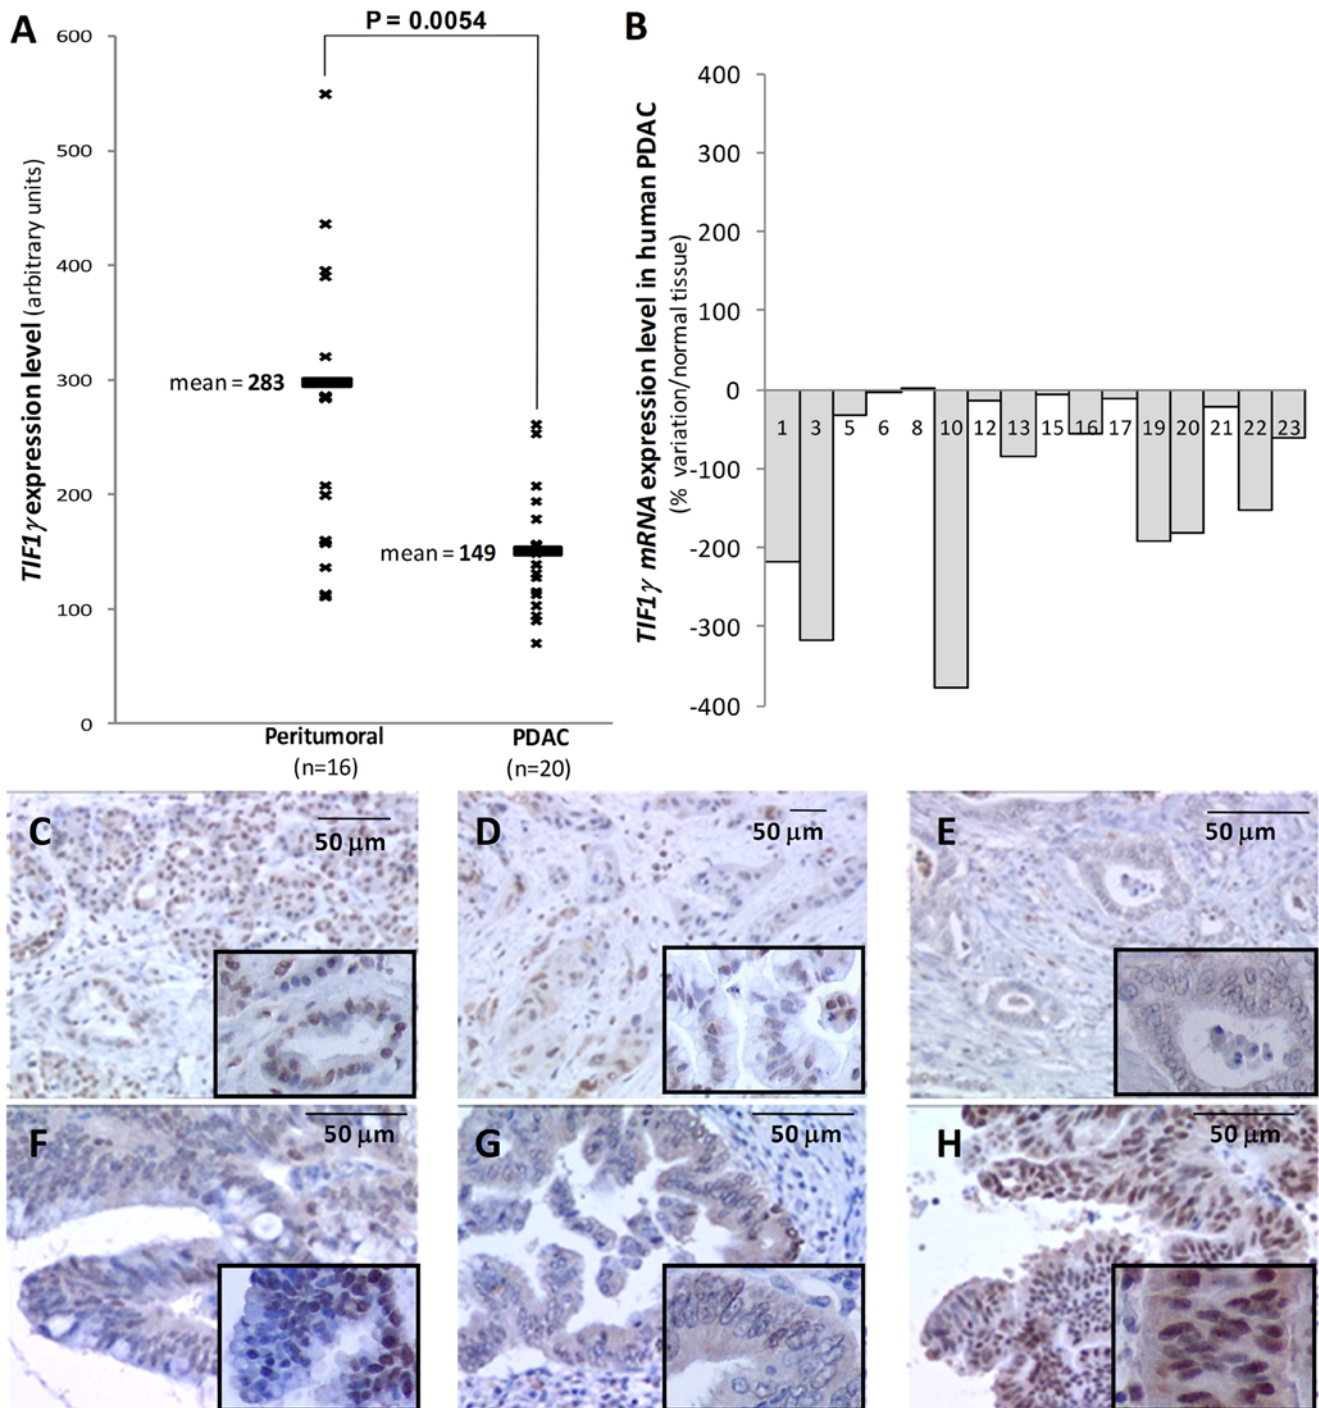 A
P = 0.0054
TIF1γ expression level (arbitrary units)
600
500
400
300
200
100
0
mean = 283
mean = 149
Peritumoral
(n=16)
PDAC
(n=20)
B
TIF1γ mRNA expression level in human PDAC
(% variation/normal tissue)
400
300
200
100
0
-100
-200
-300
-400
1 3 5 6 8 10 12 13 15 16 17 19 20 21 22 23
C
50 μm
D
50 μm
E
50 μm
F
50 μm
G
50 μm
H
50 μm